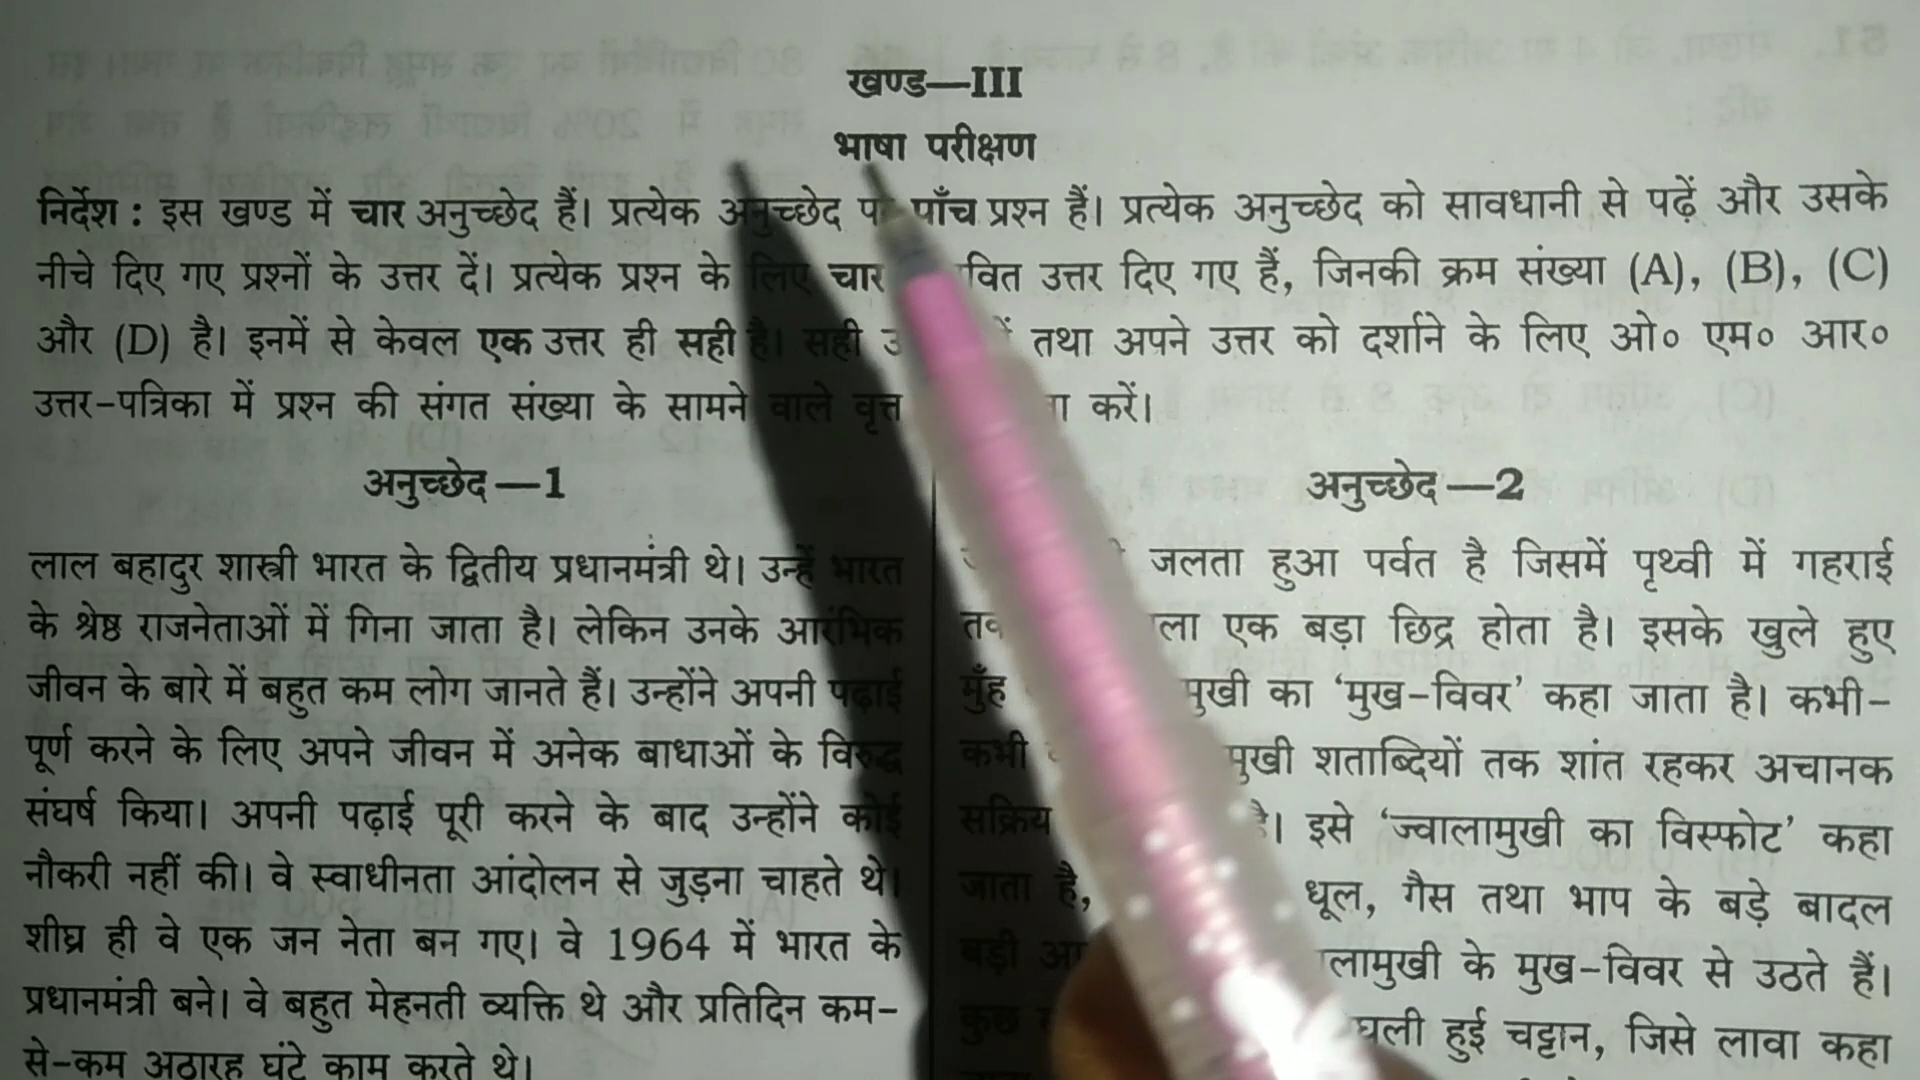 खण्ड—III
भाषा परीक्षण
निर्देश : इस खण्ड में चार अनुच्छेद हैं। प्रत्येक अनुच्छेद पाँच प्रश्न हैं। प्रत्येक अनुच्छेद को सावधानी से पढ़ें और उसके
नीचे दिए गए प्रश्नों के उत्तर दें। प्रत्येक प्रश्न के लिए चार उत्तर दिए गए हैं, जिनकी क्रम संख्या (A), (B), (C)
और (D) है। इनमें से केवल एक उत्तर ही सही है। सही तथा अपने उत्तर को दर्शाने के लिए ओ० एम० आर०
उत्तर-पत्रिका में प्रश्न की संगत संख्या के सामने वाले वृत्त करें।
अनुच्छेद—1
लाल बहादुर शास्त्री भारत के द्वितीय प्रधानमंत्री थे। उन्हें भारत
के श्रेष्ठ राजनेताओं में गिना जाता है। लेकिन उनके आरंभिक
जीवन के बारे में बहुत कम लोग जानते हैं। उन्होंने अपनी पढ़ाई
पूर्ण करने के लिए अपने जीवन में अनेक बाधाओं के विरुद्ध
संघर्ष किया। अपनी पढ़ाई पूरी करने के बाद उन्होंने कोई
नौकरी नहीं की। वे स्वाधीनता आंदोलन से जुड़ना चाहते थे।
शीघ्र ही वे एक जन नेता बन गए। वे 1964 में भारत के
प्रधानमंत्री बने। वे बहुत मेहनती व्यक्ति थे और प्रतिदिन कम-
से-कम अठारह घंटे काम करते थे।
अनुच्छेद—2
जलता हुआ पर्वत है जिसमें पृथ्वी में गहराई
एक बड़ा छिद्र होता है। इसके खुले हुए
मुँह का ‘मुख-विवर’ कहा जाता है। कभी-
कभी शताब्दियों तक शांत रहकर अचानक
सक्रिय है। इसे ‘ज्वालामुखी का विस्फोट’ कहा
जाता है, धूल, गैस तथा भाप के बड़े बादल
बड़ी के मुख-विवर से उठते हैं।
कुछ हुई चट्टान, जिसे लावा कहा